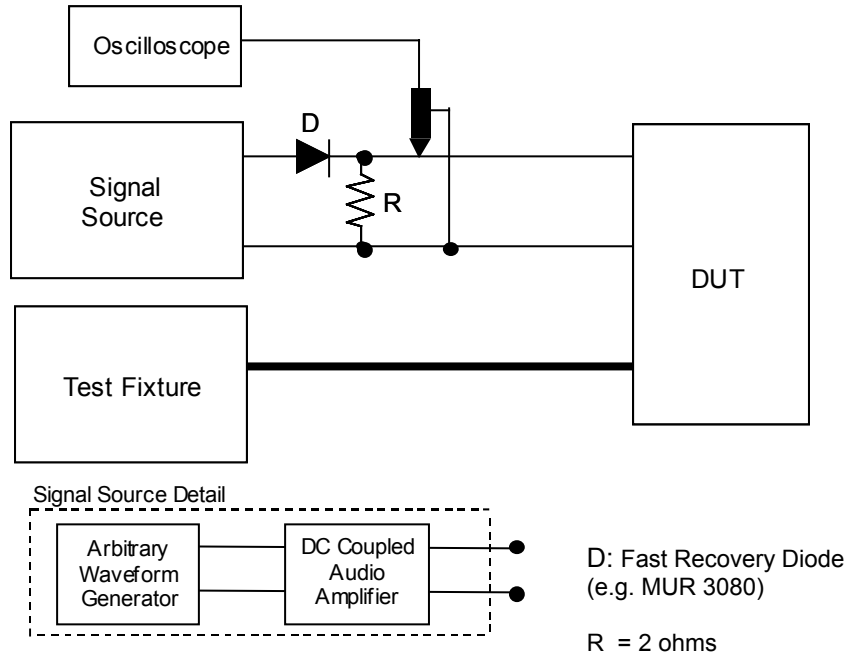 Oscilloscope
D
Signal
Source
R
DUT
Test Fixture
Signal Source Detail
Arbitrary
Waveform
Generator
DC Coupled
Audio
Amplifier
D: Fast Recovery Diode
(e.g. MUR 3080)
R = 2 ohms